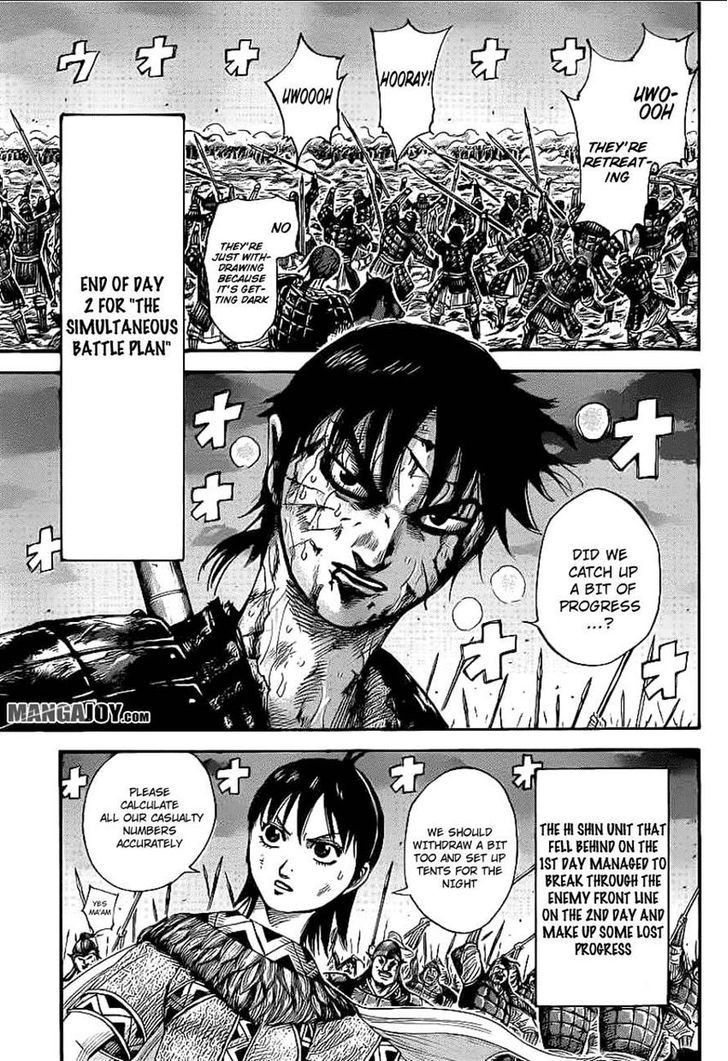 ウオオオオ
UWO-
OOH
THEY'RE
RETREAT-
ING
HOORAY!
UWOOOH
NO
THEY'RE
JUST WITH-
DRAWING
BECAUSE
IT'S GET-
TING DARK
END OF DAY
2 FOR "THE
SIMULTANEOUS
BATTLE PLAN"
オオオオ
オオ
DID WE
CATCH UP
A BIT OF
PROGRESS
...?
MANGAJOY.COM
THE HI SHIN UNIT THAT
FELL BEHIND ON THE
1ST DAY MANAGED TO
BREAK THROUGH THE
ENEMY FRONT LINE
ON THE 2ND DAY AND
MAKE UP SOME LOST
PROGRESS
オオオオ
WE SHOULD
WITHDRAW A BIT
TOO AND SET UP
TENTS FOR THE
NIGHT
PLEASE
CALCULATE
ALL OUR CASUALTY
NUMBERS
ACCURATELY
YES
MA'AM